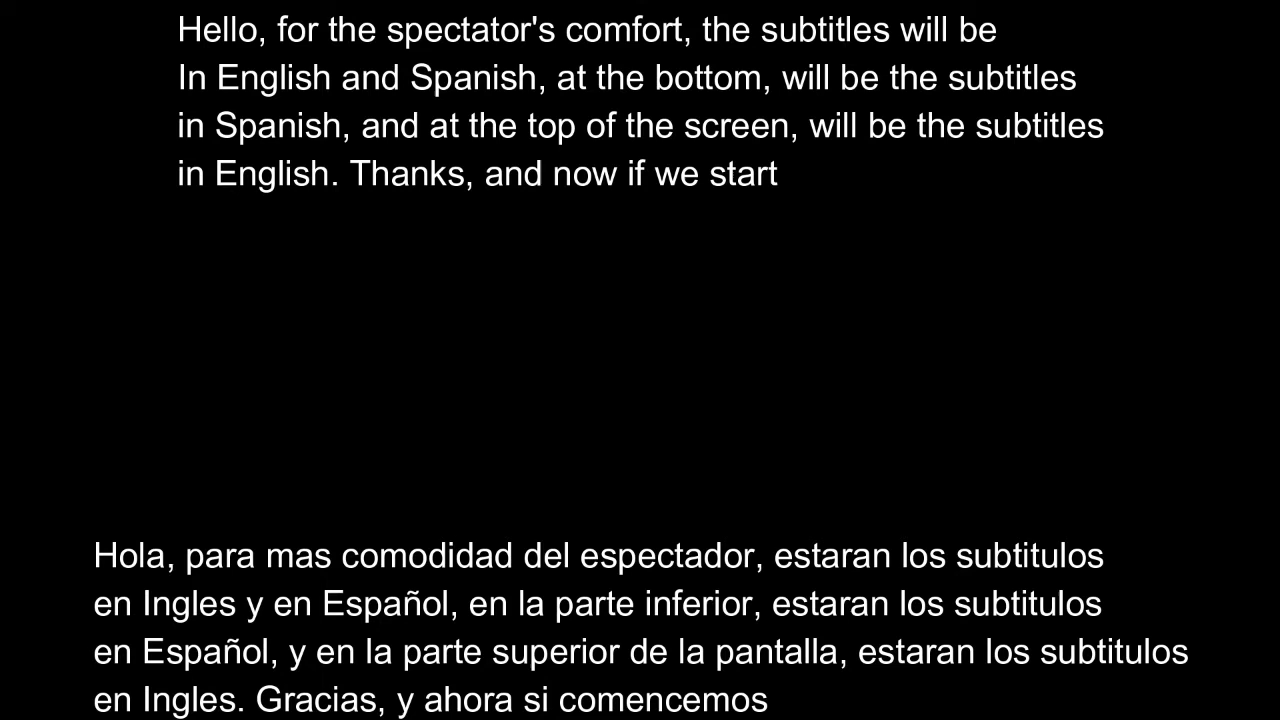 Hello, for the spectator's comfort, the subtitles will be
In English and Spanish, at the bottom, will be the subtitles
in Spanish, and at the top of the screen, will be the subtitles
in English. Thanks, and now if we start
Hola, para mas comodidad del espectador, estaran los subtitulos
en Ingles y en Español, en la parte inferior, estaran los subtitulos
en Español, y en la parte superior de la pantalla, estaran los subtitulos
en Ingles. Gracias, y ahora si comencemos